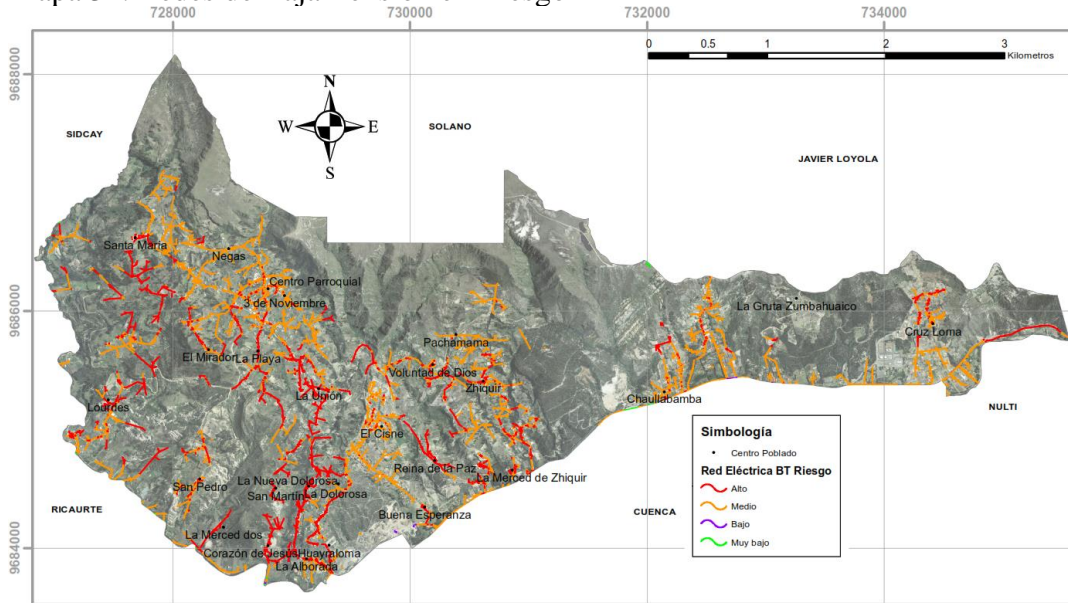 728000 730000 732000 734000
0 0.5 1 2 3
Kilometros
9688000
N
W E
S
SIDCAY
SOLANO
JAVIER LOYOLA
Santa María
Negas
Centro Parroquial
3 de Noviembre
9686000
La Gruta Zumbahuaico
Cruz Loma
Pachamama
El Mirador
La Playa
Voluntad de Dios
Zhiquir
La Unión
Chaullabamba
Lourdes
NULTI
El Cisne
Reina de la Paz
La Merced de Zhiquir
La Nueva Dolorosa
San Pedro
San Martín
La Dolorosa
RICAURTE
Buena Esperanza
CUENCA
La Merced dos
Corazón de Jesús
Huayraloma
La Alborada
9684000
Simbología
Centro Poblado
Red Eléctrica BT Riesgo
Alto
Medio
Bajo
Muy bajo